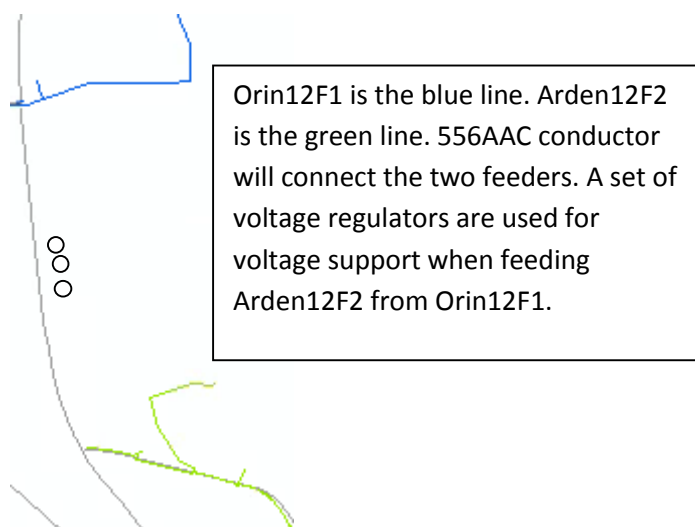 Orin12F1 is the blue line. Arden12F2
is the green line. 556AAC conductor
will connect the two feeders. A set of
voltage regulators are used for
voltage support when feeding
Arden12F2 from Orin12F1.